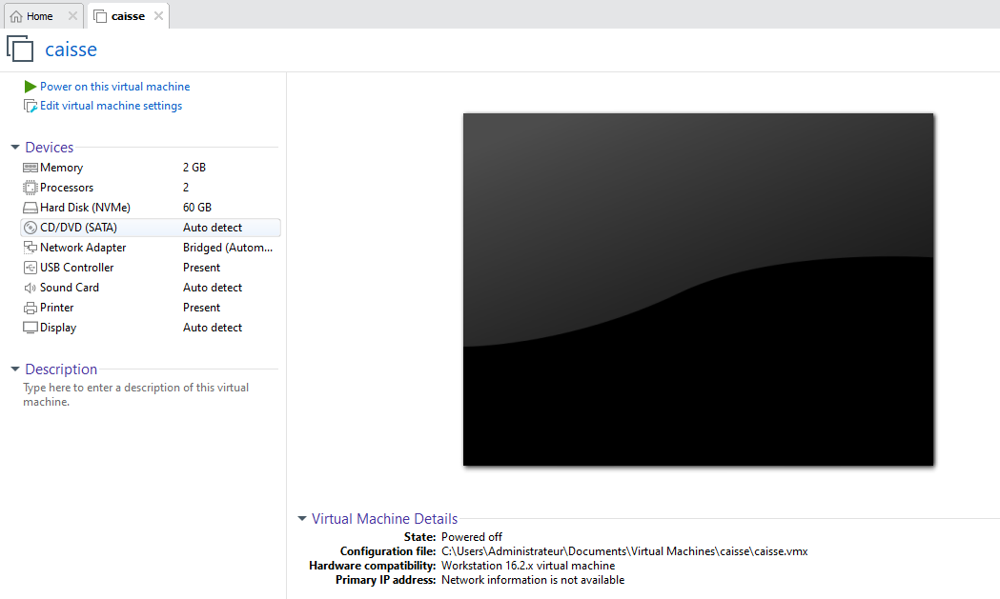 Home
caisse
caisse
Power on this virtual machine
Edit virtual machine settings
Devices
Memory 2 GB
Processors 2
Hard Disk (NVMe) 60 GB
CD/DVD (SATA) Auto detect
Network Adapter Bridged (Autom...
USB Controller Present
Sound Card Auto detect
Printer Present
Display Auto detect
Description
Type here to enter a description of this virtual
machine.
Virtual Machine Details
State: Powered off
Configuration file: C:\Users\Administrateur\Documents\Virtual Machines\caisse\caisse.vmx
Hardware compatibility: Workstation 16.2.x virtual machine
Primary IP address: Network information is not available